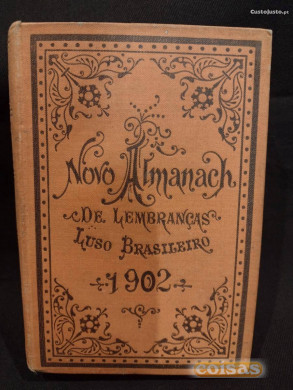 CustoJusto.pt
Novo Almanach
DE LEMBRANÇAS
LUSO BRASILEIRO
1902
coisas